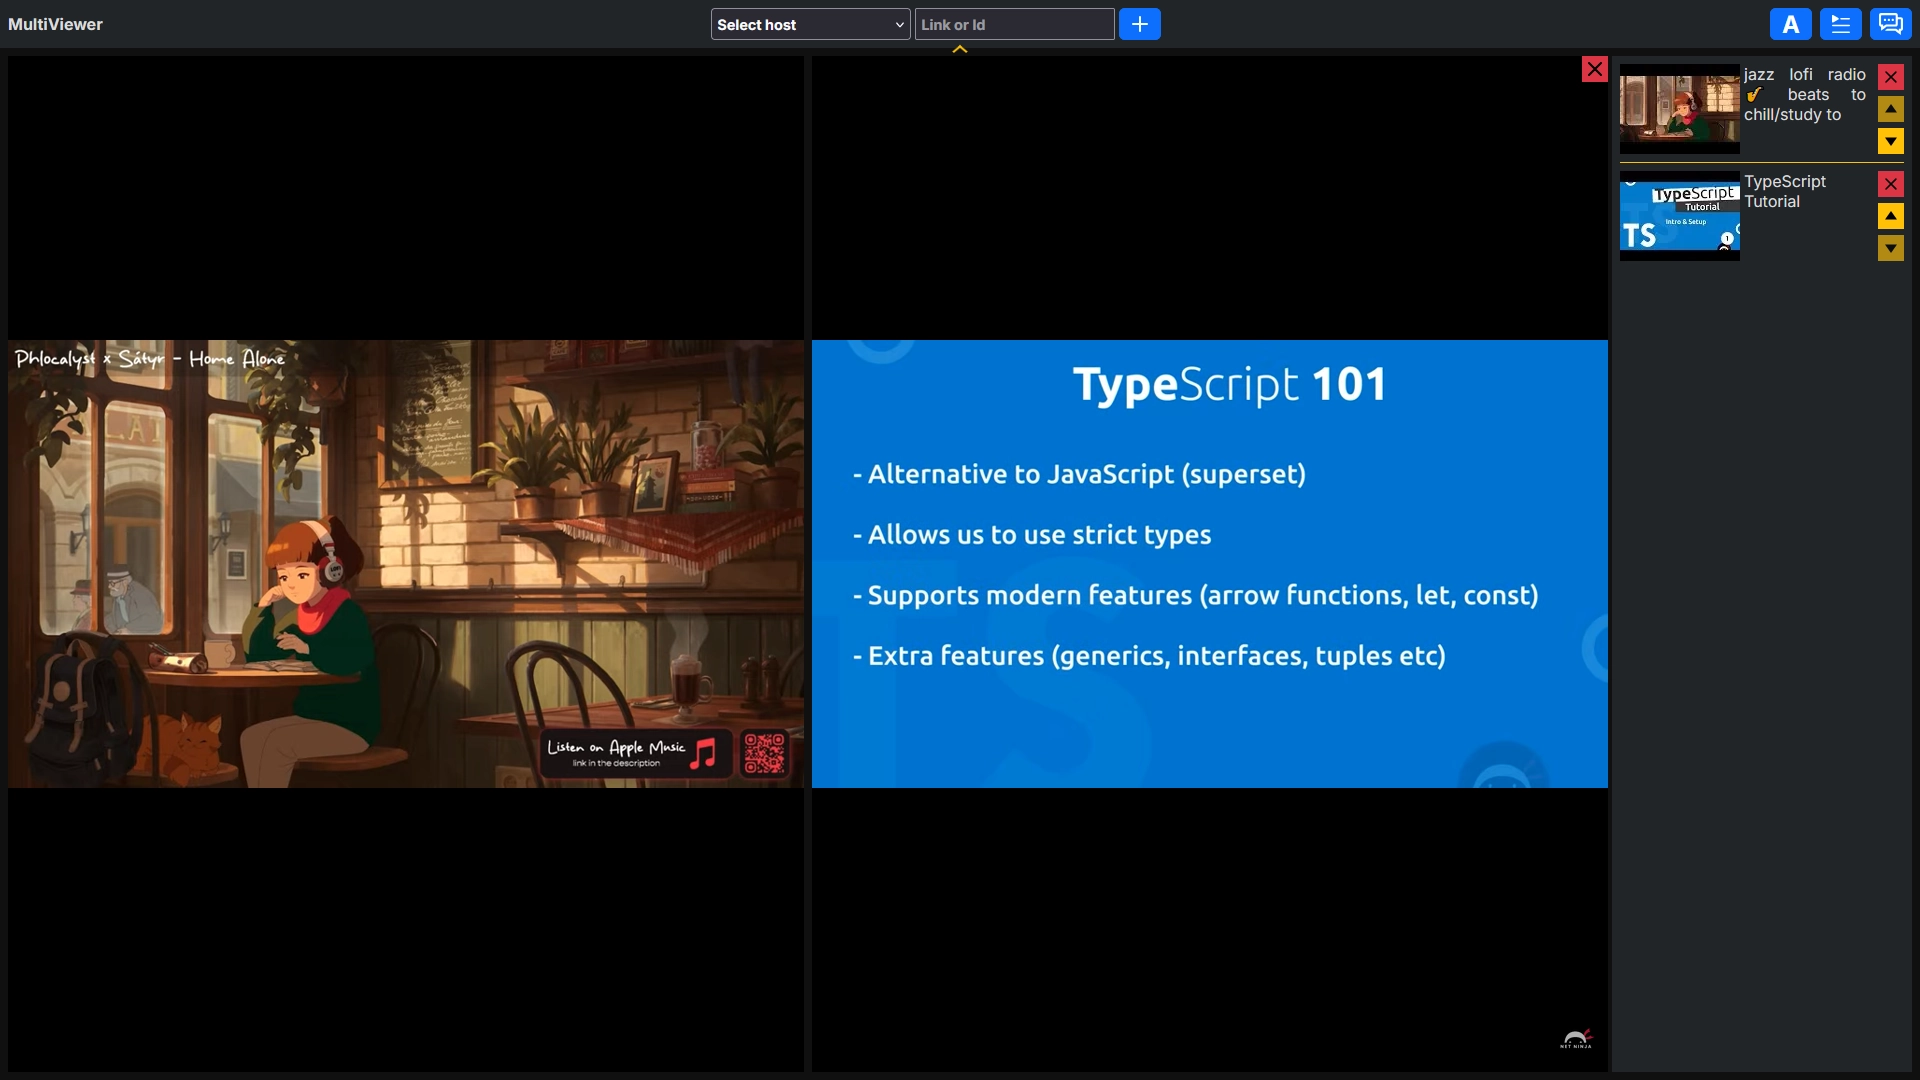 MultiViewer
Select host
Link or Id
A
jazz lofi radio
🎷 beats to
chill/study to
TypeScript
Tutorial
Intro & Setup
TS
1
TypeScript
Tutorial
Phlocalyst x Sátyr - Home Alone
Listen on Apple Music
link in the description
TypeScript 101
- Alternative to JavaScript (superset)
- Allows us to use strict types
- Supports modern features (arrow functions, let, const)
- Extra features (generics, interfaces, tuples etc)
NET NINJA